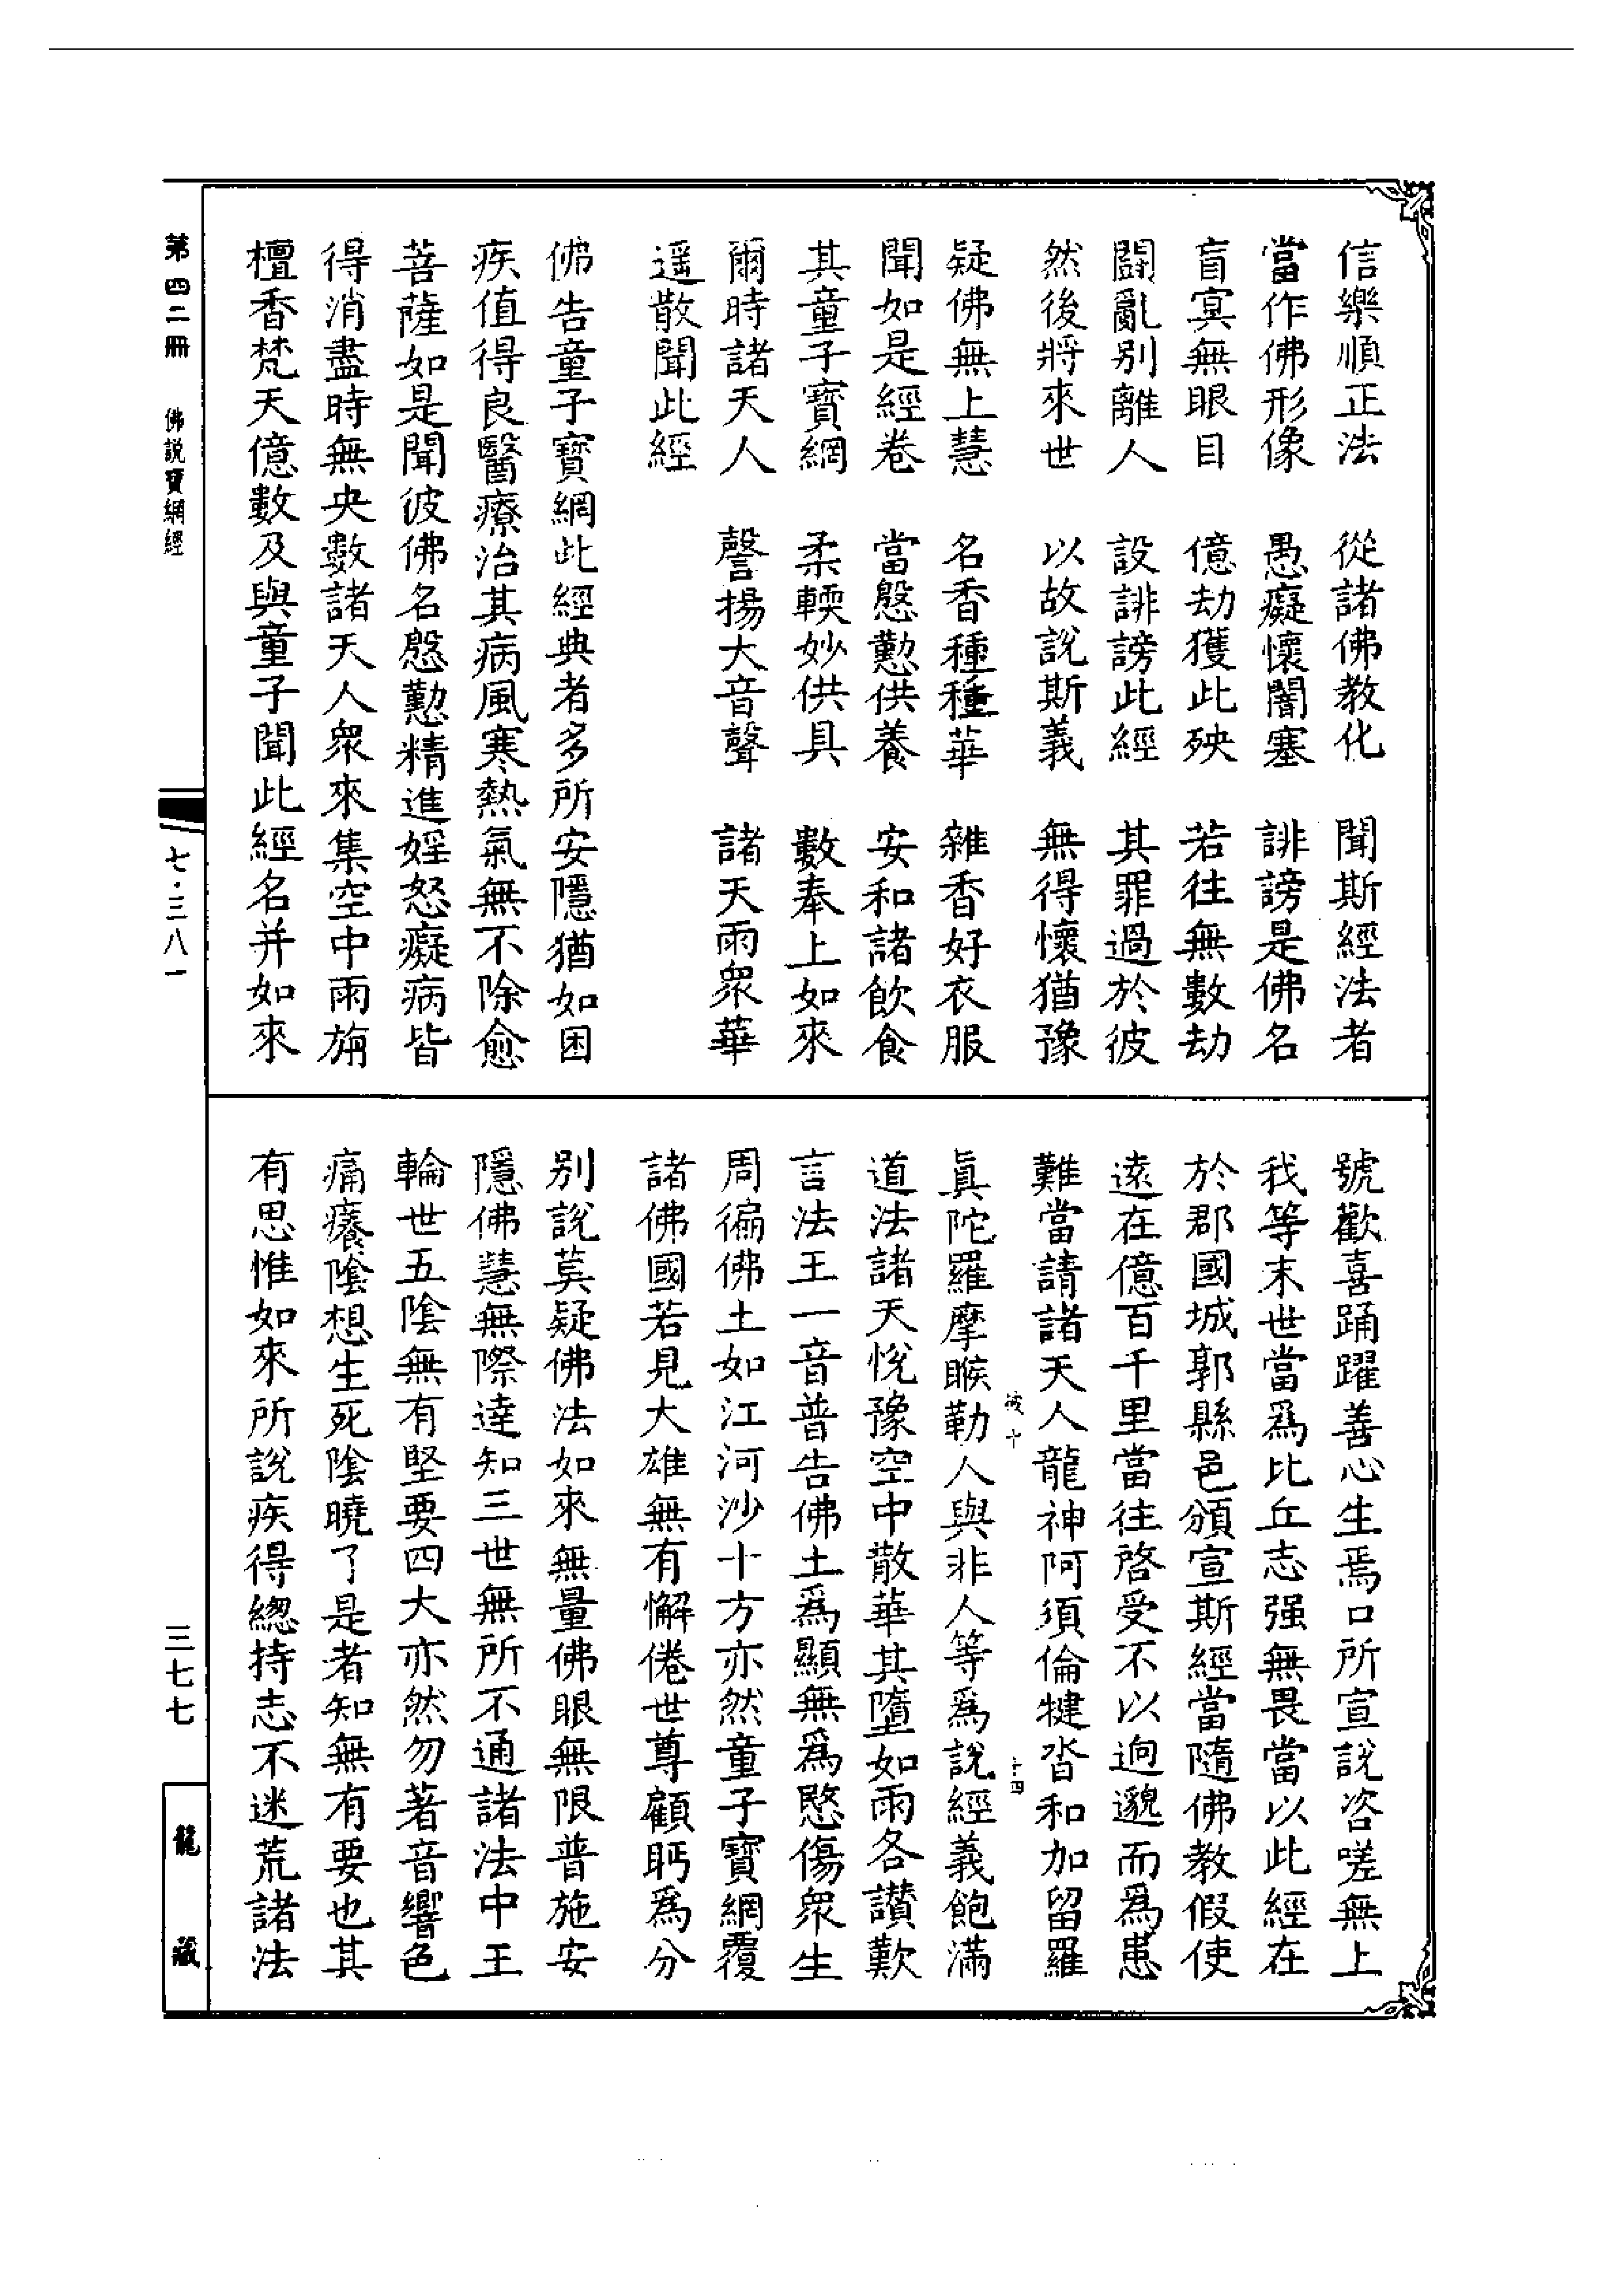 信樂順正法　從諸佛教化　聞斯經法者
當作佛形像　愚癡懷闇塞　誹謗是佛名
盲冥無眼目　億劫獲此殃　若往無數劫
鬪亂別離人　設誹謗此經　其罪過於彼
然後將來世　以故說斯義　無得懷猶豫
疑佛無上慧　名香種種華　雜香好衣服
聞如是經卷　當慇懃供養　安和諸飲食
其童子寶網　柔輭妙供具　數奉上如來
爾時諸天人　謦揚大音聲　諸天雨衆華
遥散聞此經
佛告童子寶網此經典者多所安隱猶如困
疾值得良醫療治其病風寒熱氣無不除愈
菩薩如是聞彼佛名慇懃精進婬怒癡病皆
得消盡時無央數諸天人衆來集空中雨旃
檀香梵天億數及與童子聞此經名并如來
號歡喜踊躍善心生焉口所宣說咨嗟無上
我等末世當爲比丘志强無畏當以此經在
於郡國城郭縣邑頒宣斯經當隨佛教假使
遠在億百千里當往啓受不以逈邈而爲患
難當請諸天人龍神阿須倫犍沓和加留羅
真陀羅摩睺勒人與非人等爲說經義飽滿
道法諸天悅豫空中散華其墮如雨各讃歎
言法王一音普告佛土爲顯無爲愍傷衆生
周徧佛土如江河沙十方亦然童子寶網覆
諸佛國若見大雄無有懈倦世尊顧眄爲分
別說莫疑佛法如來無量佛眼無限普施安
隱佛慧無際達知三世無所不通諸法中王
輪世五陰無有堅要四大亦然勿著音響色
痛癢陰想生死陰曉了是者知無有要也其
有思惟如來所說疾得總持志不迷荒諸法
十四
第四二冊　佛説寶網經
七·三八一
三七七
龍藏